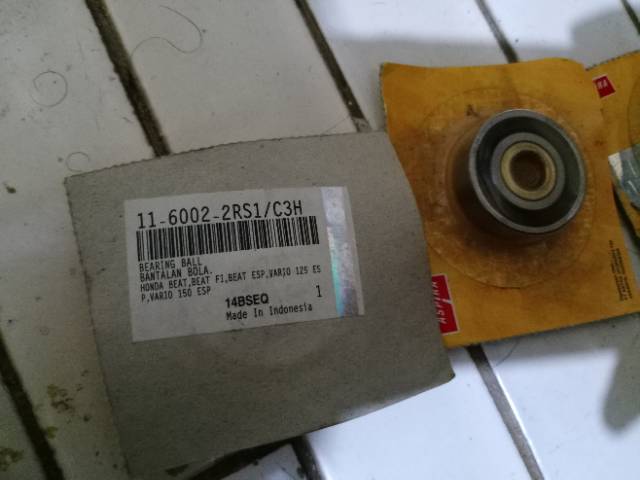 11-6002-2RS1/C3H
BEARING BALL
BANTALAN BOLA.
HONDA BEAT,BEAT FI,BEAT ESP,VARIO 125 ES
P,VARIO 150 ESP
14BSEQ 1
Made In Indonesia
ASPIRA